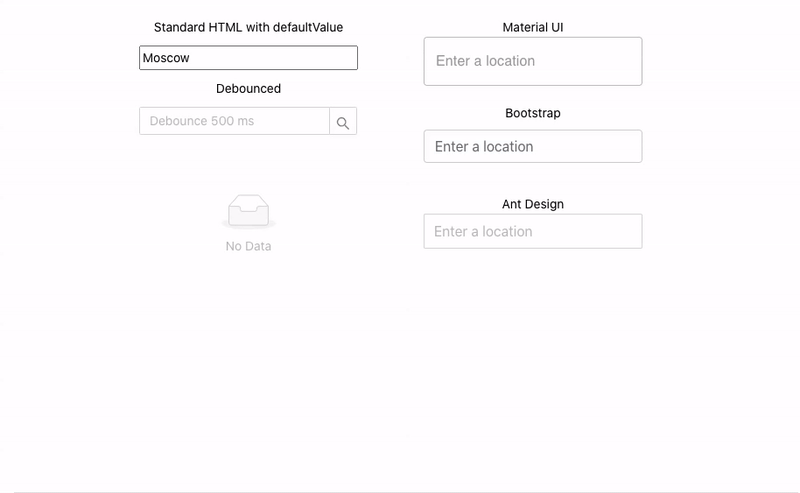 Standard HTML with defaultValue
Moscow
Debounced
Debounce 500 ms
No Data
Material UI
Enter a location
Bootstrap
Enter a location
Ant Design
Enter a location